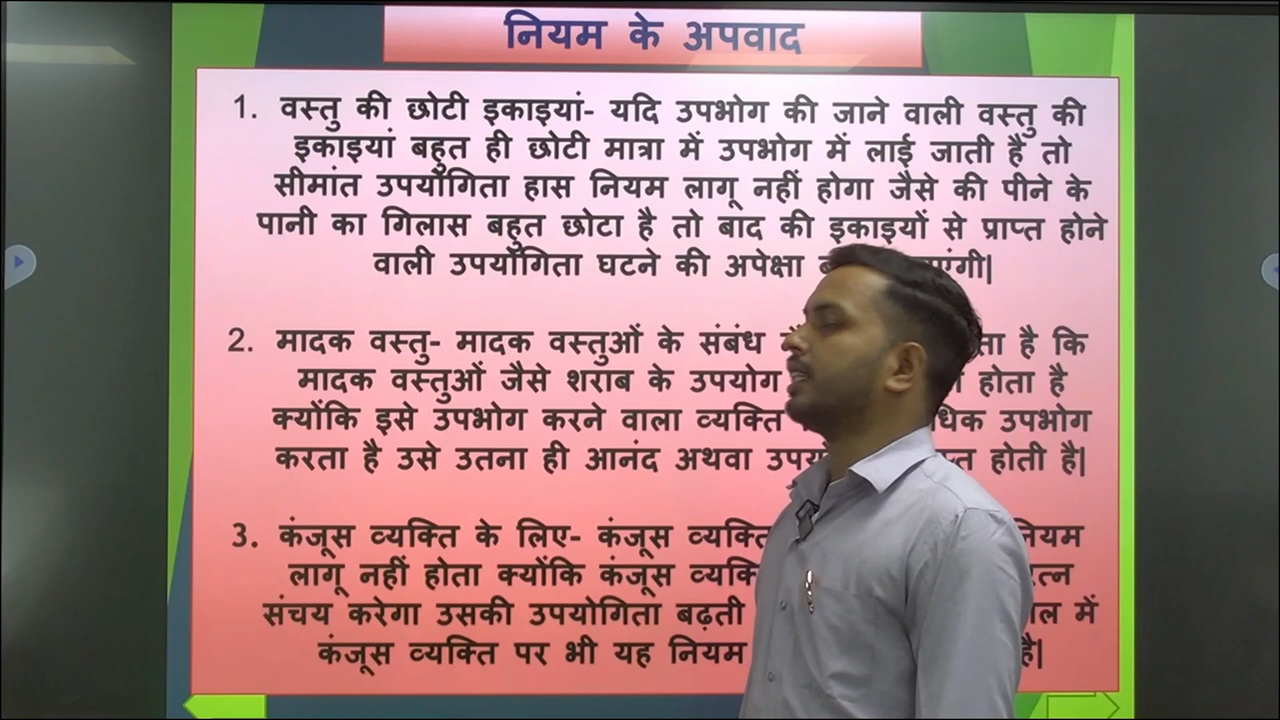 नियम के अपवाद
1. वस्तु की छोटी इकाइयां- यदि उपभोग की जाने वाली वस्तु की
इकाइयां बहुत ही छोटी मात्रा में उपभोग में लाई जाती है तो
सीमांत उपयोगिता हास नियम लागू नहीं होगा जैसे की पीने के
पानी का गिलास बहुत छोटा है तो बाद की इकाइयों से प्राप्त होने
वाली उपयोगिता घटने की अपेक्षा
2. मादक वस्तु- मादक वस्तुओं के संबंध है कि
मादक वस्तुओं जैसे शराब के उपयोग होता है
क्योंकि इसे उपभोग करने वाला व्यक्ति उपभोग
करता है उसे उतना ही आनंद अथवा होती है|
3. कंजूस व्यक्ति के लिए- कंजूस नियम
लागू नहीं होता क्योंकि कंजूस
संचय करेगा उसकी उपयोगिता बढ़ती में
कंजूस व्यक्ति पर भी यह नियम है|